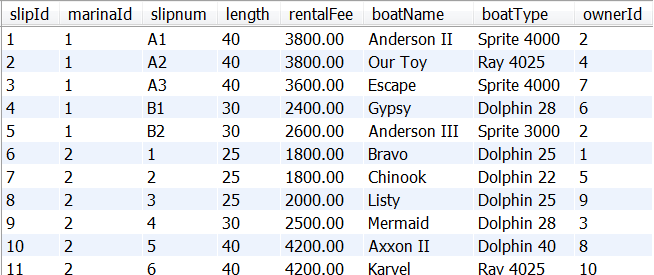 slipId marinaId slipnum length rentalFee boatName boatType ownerId
1 1 A1 40 3800.00 Anderson II Sprite 4000 2
2 1 A2 40 3800.00 Our Toy Ray 4025 4
3 1 A3 40 3600.00 Escape Sprite 4000 7
4 1 B1 30 2400.00 Gypsy Dolphin 28 6
5 1 B2 30 2600.00 Anderson III Sprite 3000 2
6 2 1 25 1800.00 Bravo Dolphin 25 1
7 2 2 25 1800.00 Chinook Dolphin 22 5
8 2 3 25 2000.00 Listy Dolphin 25 9
9 2 4 30 2500.00 Mermaid Dolphin 28 3
10 2 5 40 4200.00 Axxon II Dolphin 40 8
11 2 6 40 4200.00 Karvel Ray 4025 10